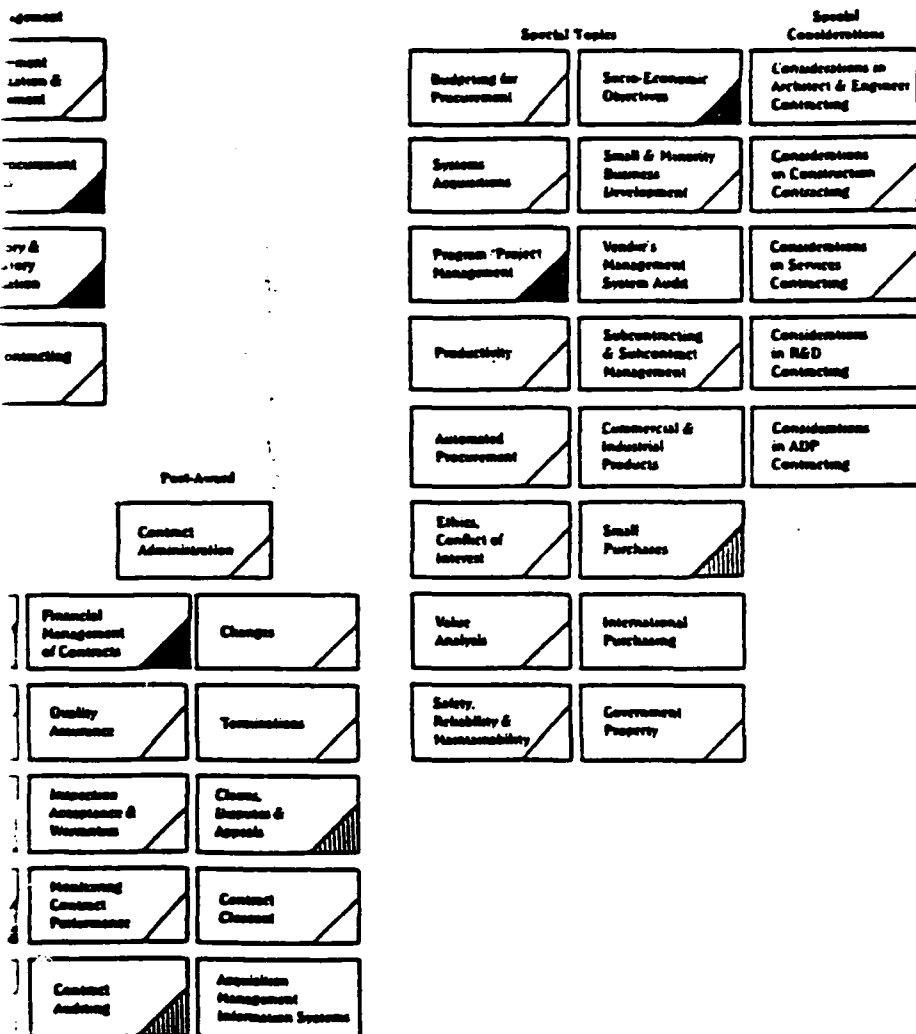 Special Topics
Special
Considerations
Budgeting for
Procurement
Socio-Economic
Objectives
Considerations in
Architect & Engineer
Contracting
Systems
Acquisitions
Small & Minority
Business
Development
Considerations
in Construction
Contracting
Program/Project
Management
Vendor's
Management
System Audit
Considerations
in Services
Contracting
Productivity
Subcontracting
& Subcontract
Management
Considerations
in R&D
Contracting
Automated
Procurement
Commercial &
Industrial
Products
Considerations
in ADP
Contracting
Ethics,
Conflict of
Interest
Small
Purchases
Value
Analysis
International
Purchasing
Safety,
Reliability &
Maintainability
Government
Property
Post-Award
Contract
Administration
Financial
Management
of Contracts
Changes
Quality
Assurance
Terminations
Inspection
Acceptance &
Warranties
Claims,
Disputes &
Appeals
Monitoring
Contract
Performance
Contract
Closeout
Contract
Auditing
Acquisition
Management
Information Systems